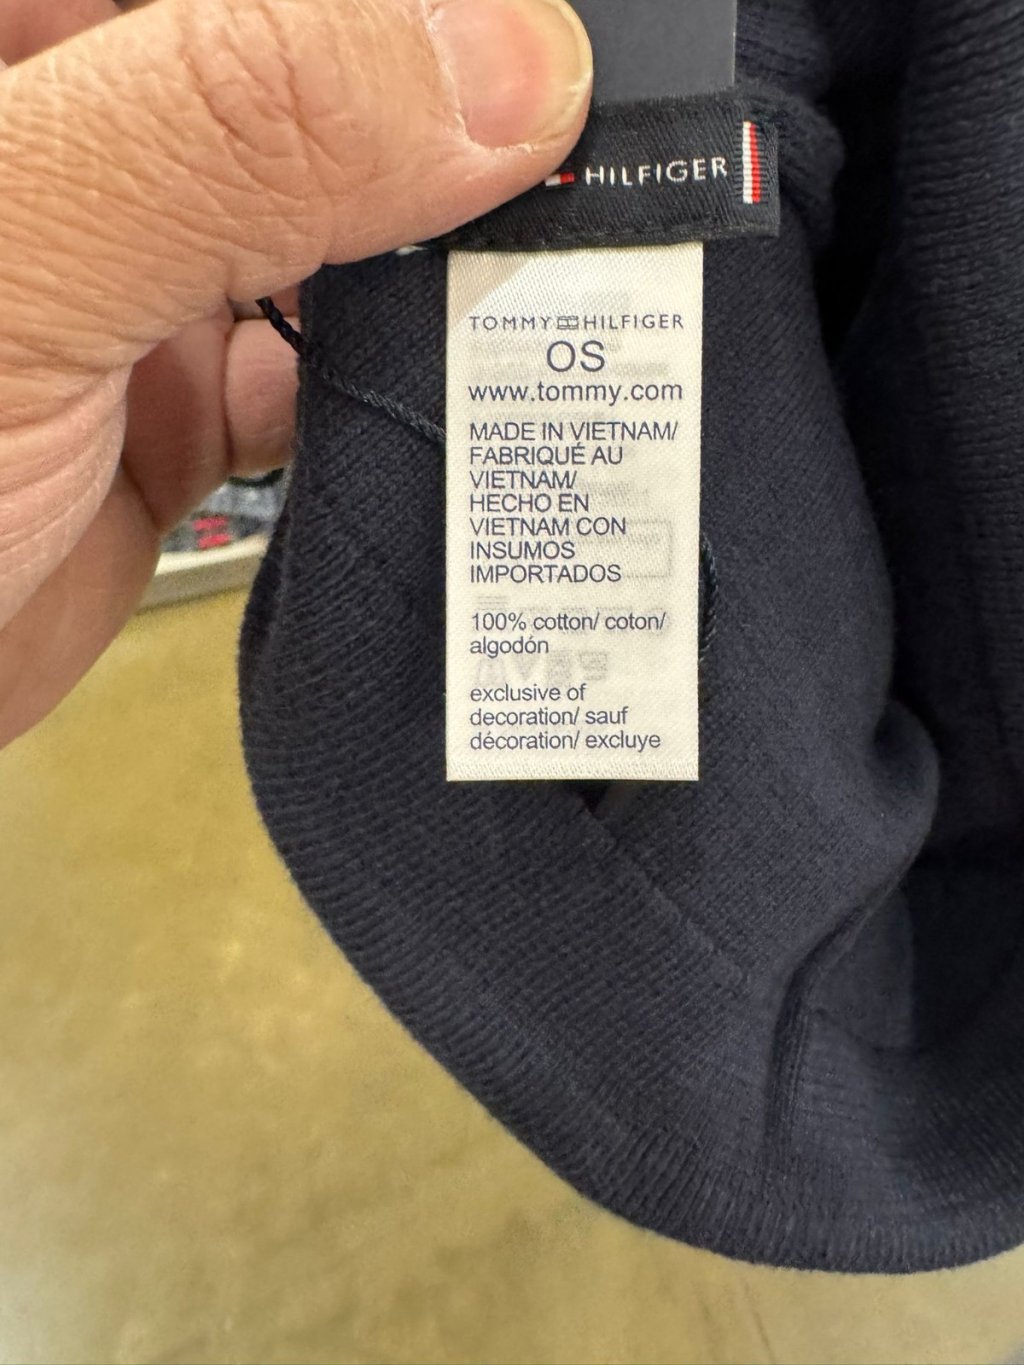 HILFIGER
TOMMY HILFIGER
OS
www.tommy.com
MADE IN VIETNAM/
FABRIQUÉ AU
VIETNAM/
HECHO EN
VIETNAM CON
INSUMOS
IMPORTADOS
100% cotton/ coton/
algodón
exclusive of
decoration/ sauf
décoration/ excluye